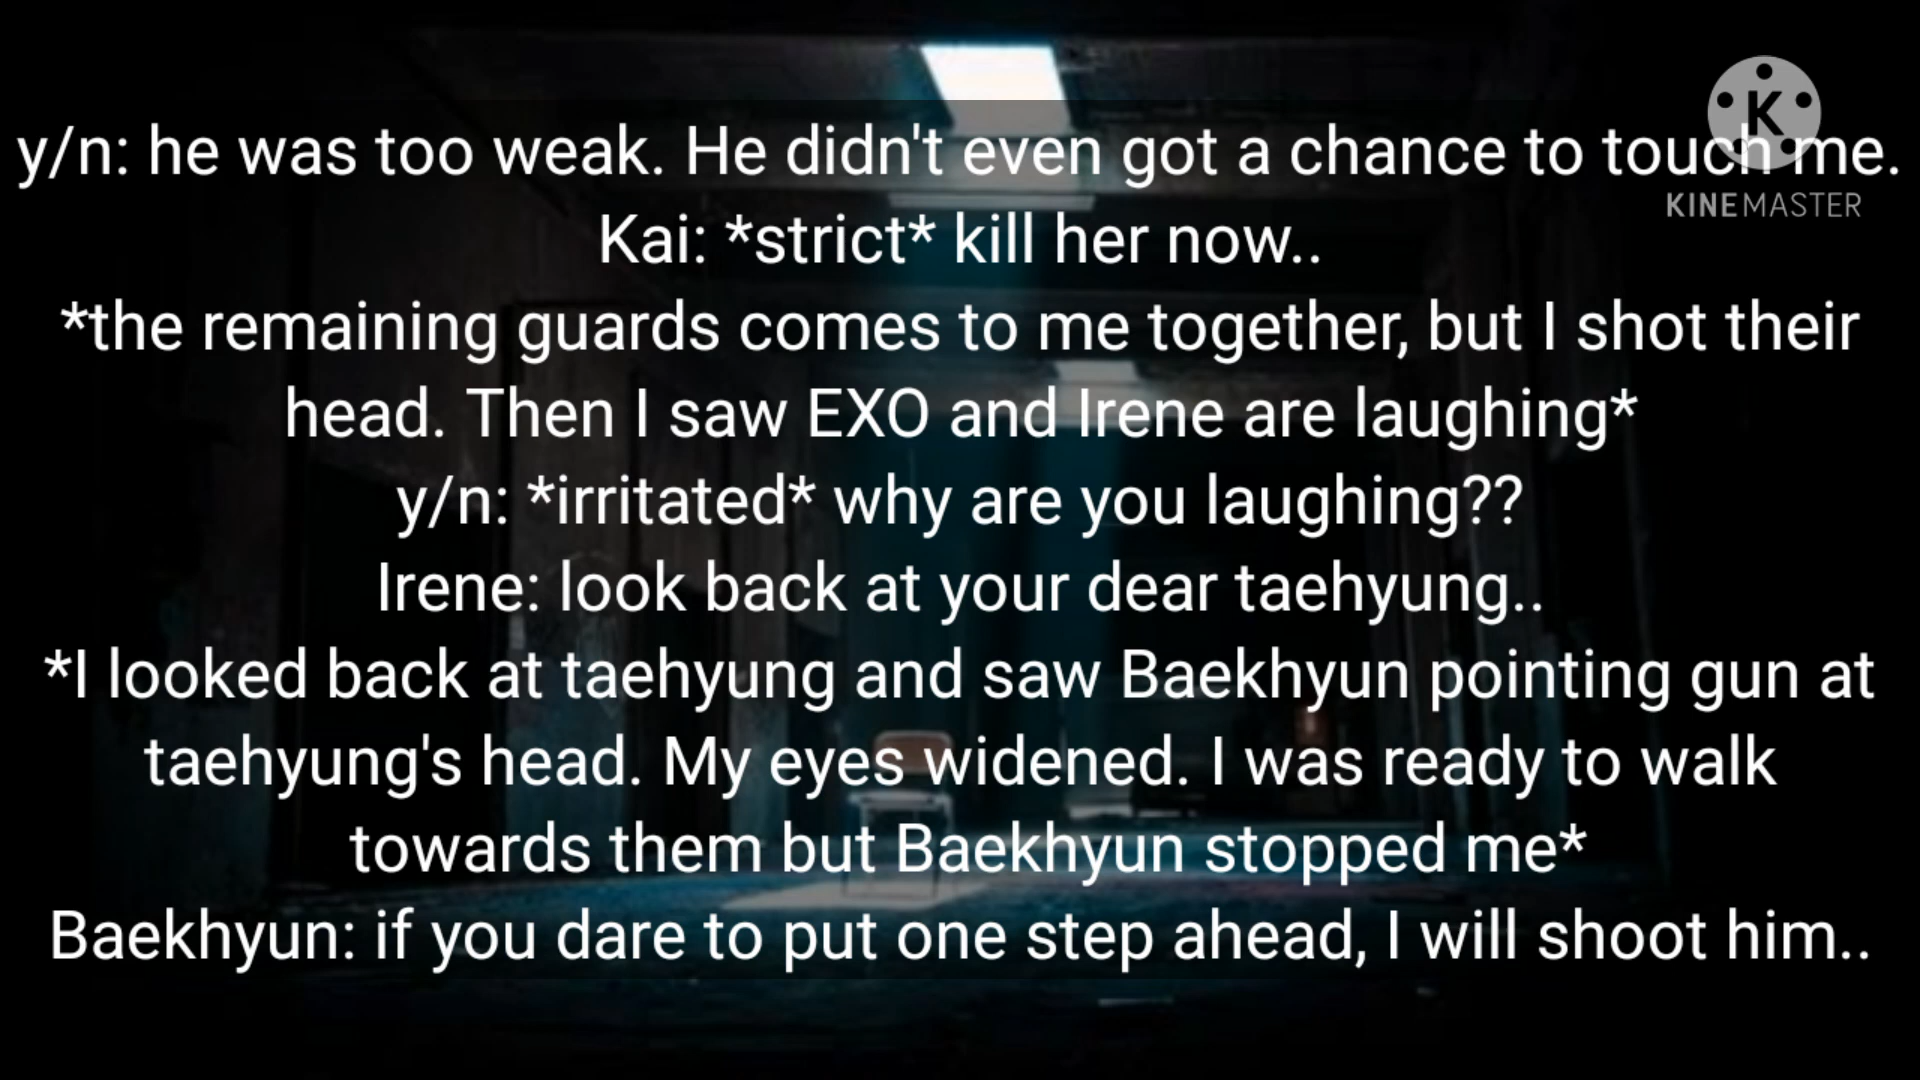 y/n: he was too weak. He didn't even got a chance to touch me.
Kai: *strict* kill her now..
*the remaining guards comes to me together, but I shot their
head. Then I saw EXO and Irene are laughing*
y/n: *irritated* why are you laughing??
Irene: look back at your dear taehyung..
*I looked back at taehyung and saw Baekhyun pointing gun at
taehyung's head. My eyes widened. I was ready to walk
towards them but Baekhyun stopped me*
Baekhyun: if you dare to put one step ahead, I will shoot him..
K
KINEMASTER